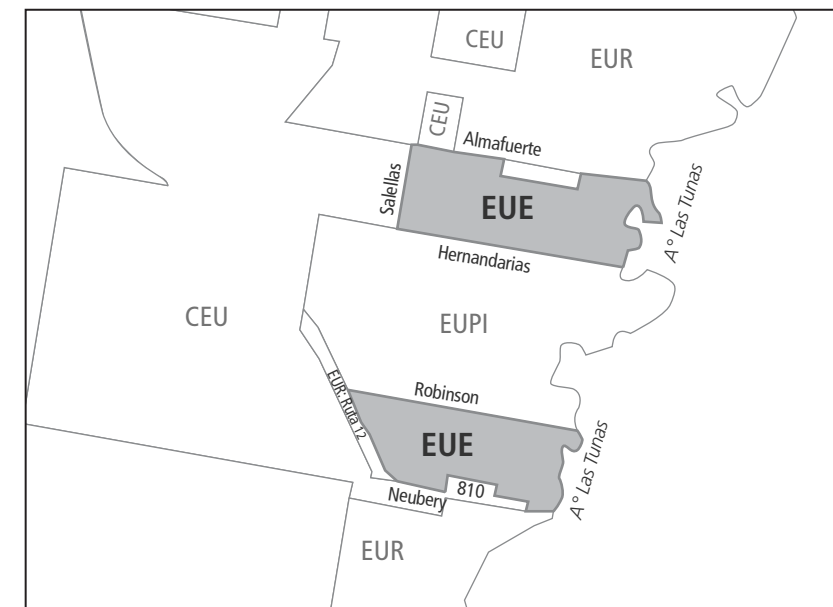 CEU
EUR
CEU
Almafuerte
Salellas
EUE
A° Las Tunas
Hernandarias
CEU
EUPI
EUR: Ruta 12
Robinson
EUE
A° Las Tunas
810
Neubery
EUR